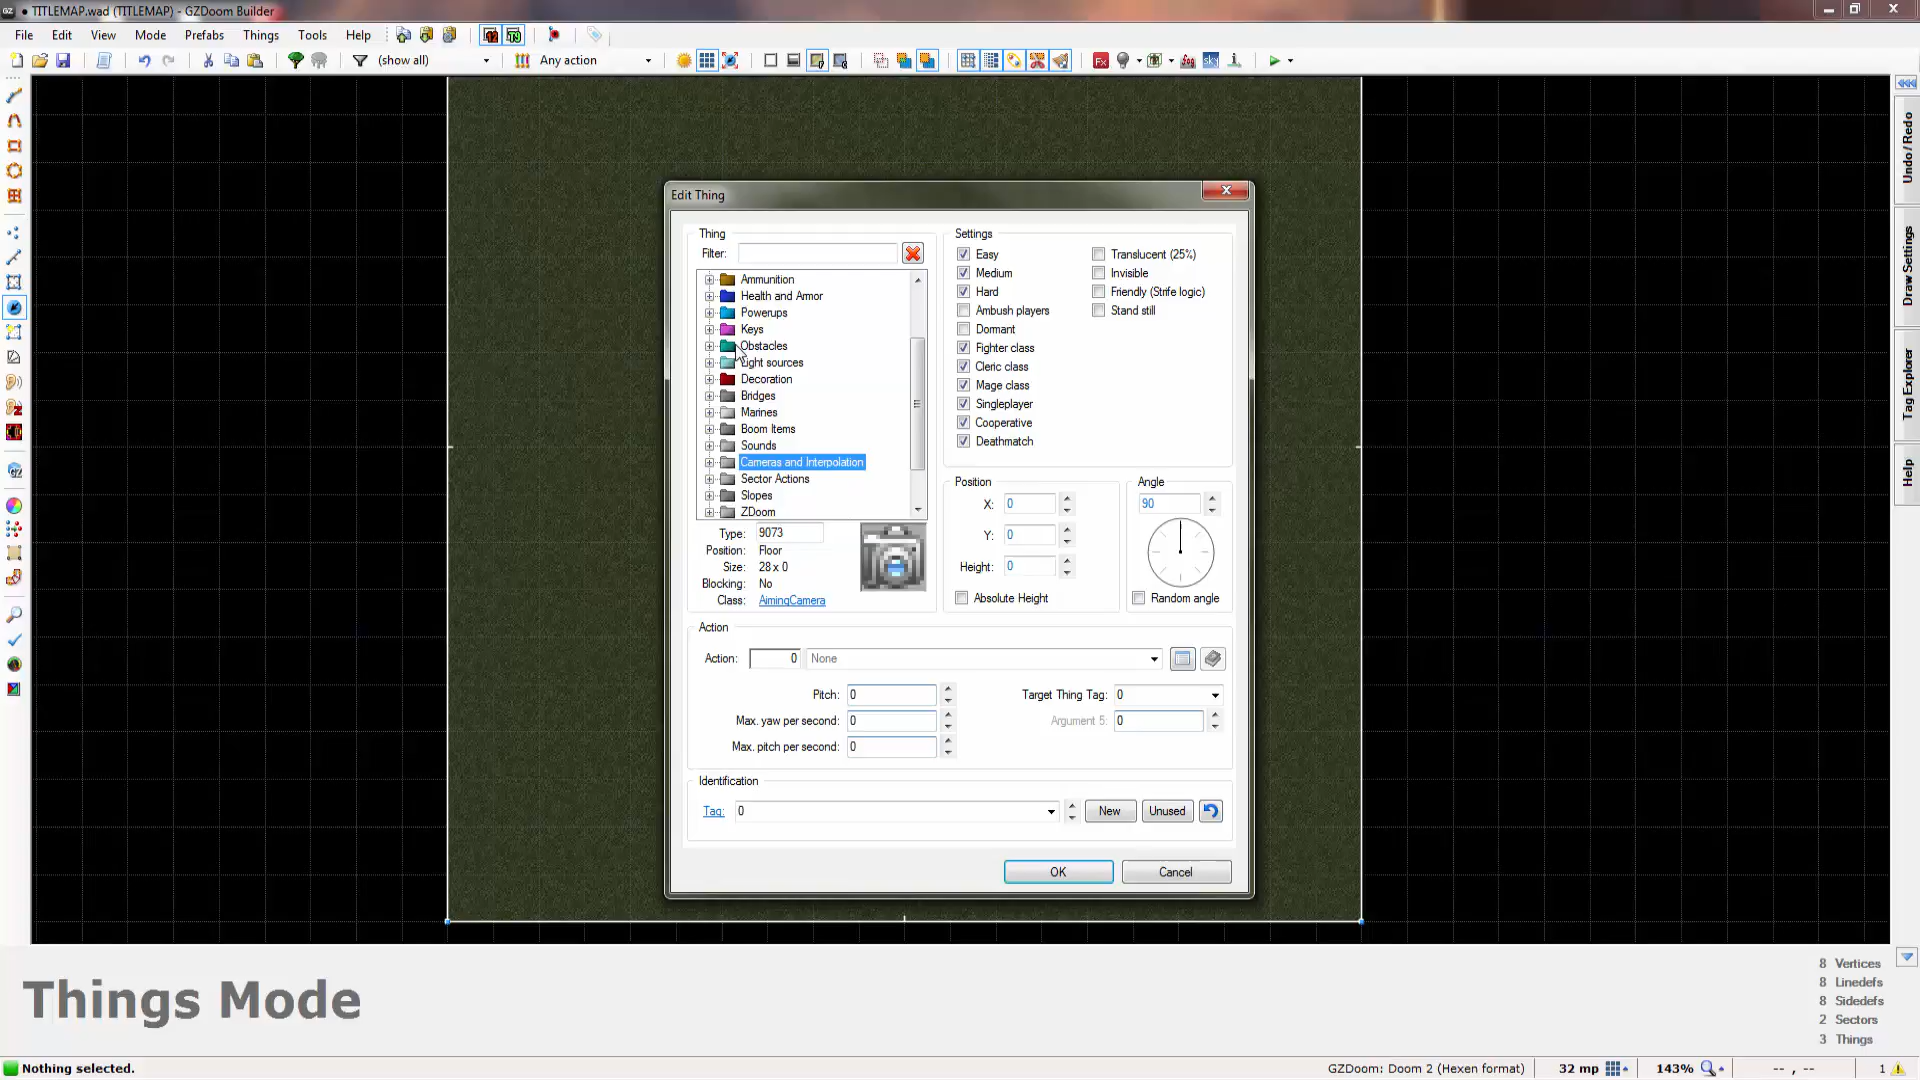 GZ • TITLEMAP.wad (TITLEMAP) - GZDoom Builder
File Edit View Mode Prefabs Things Tools Help
(show all) Any action Fx fog sky
Undo / Redo
Draw Settings
Tag Explorer
Help
Edit Thing
Thing
Filter:
Ammunition
Health and Armor
Powerups
Keys
Obstacles
Light sources
Decoration
Bridges
Marines
Boom Items
Sounds
Cameras and Interpolation
Sector Actions
Slopes
ZDoom
Type: 9073
Position: Floor
Size: 28 x 0
Blocking: No
Class: AimingCamera
Settings
Easy
Medium
Hard
Ambush players
Dormant
Fighter class
Cleric class
Mage class
Singleplayer
Cooperative
Deathmatch
Translucent (25%)
Invisible
Friendly (Strife logic)
Stand still
Position
X: 0
Y: 0
Height: 0
Absolute Height
Angle
90
Random angle
Action
Action: 0 None
Pitch: 0
Max. yaw per second: 0
Max. pitch per second: 0
Target Thing Tag: 0
Argument 5: 0
Identification
Tag: 0 New Unused
OK Cancel
Things Mode
8 Vertices
8 Linedefs
8 Sidedefs
2 Sectors
3 Things
Nothing selected. GZDoom: Doom 2 (Hexen format) 32 mp 143% -- , -- 1